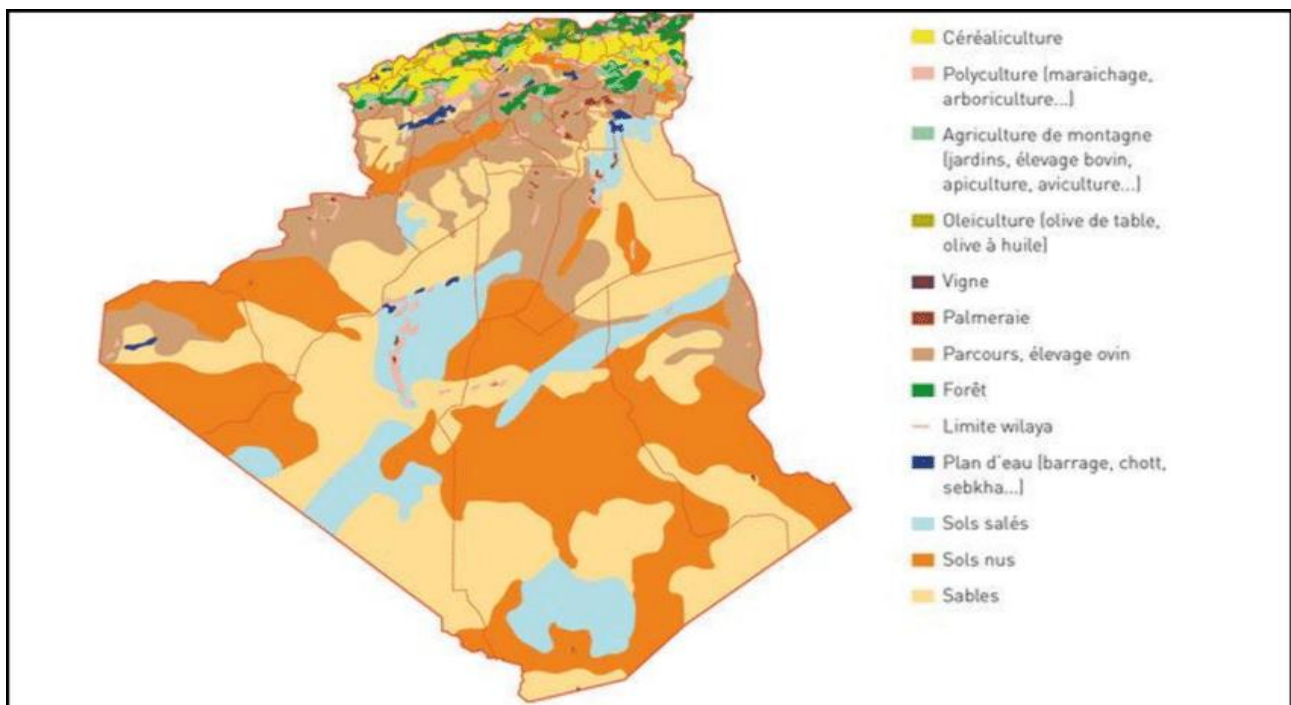 Céréaliculture
Polyculture (maraichage,
arboriculture...)
Agriculture de montagne
(jardins, élevage bovin,
apiculture, aviculture...)
Oleiculture (olive de table,
olive à huile)
Vigne
Palmeraie
Parcours, élevage ovin
Forêt
Limite wilaya
Plan d'eau (barrage, chott,
sebkha...)
Sols salés
Sols nus
Sables